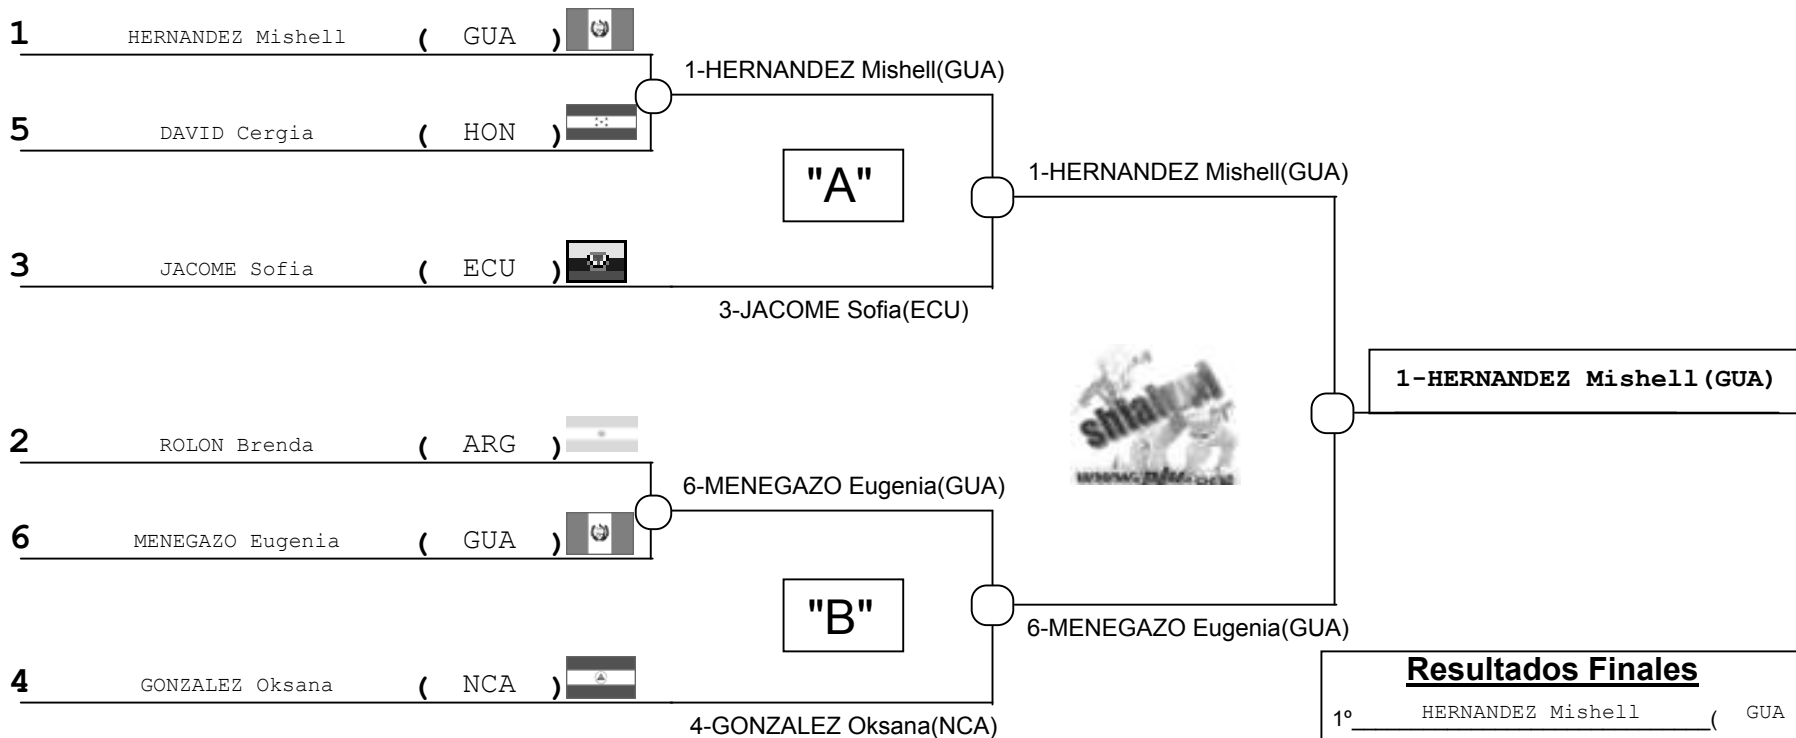 1 HERNANDEZ Mishell ( GUA )
1-HERNANDEZ Mishell(GUA)
5 DAVID Cergia ( HON )
"A"
1-HERNANDEZ Mishell(GUA)
3 JACOME Sofia ( ECU )
3-JACOME Sofia(ECU)
1-HERNANDEZ Mishell(GUA)
2 ROLON Brenda ( ARG )
6-MENEGAZO Eugenia(GUA)
6 MENEGAZO Eugenia ( GUA )
"B"
6-MENEGAZO Eugenia(GUA)
4 GONZALEZ Oksana ( NCA )
4-GONZALEZ Oksana(NCA)
Resultados Finales
1º HERNANDEZ Mishell ( GUA